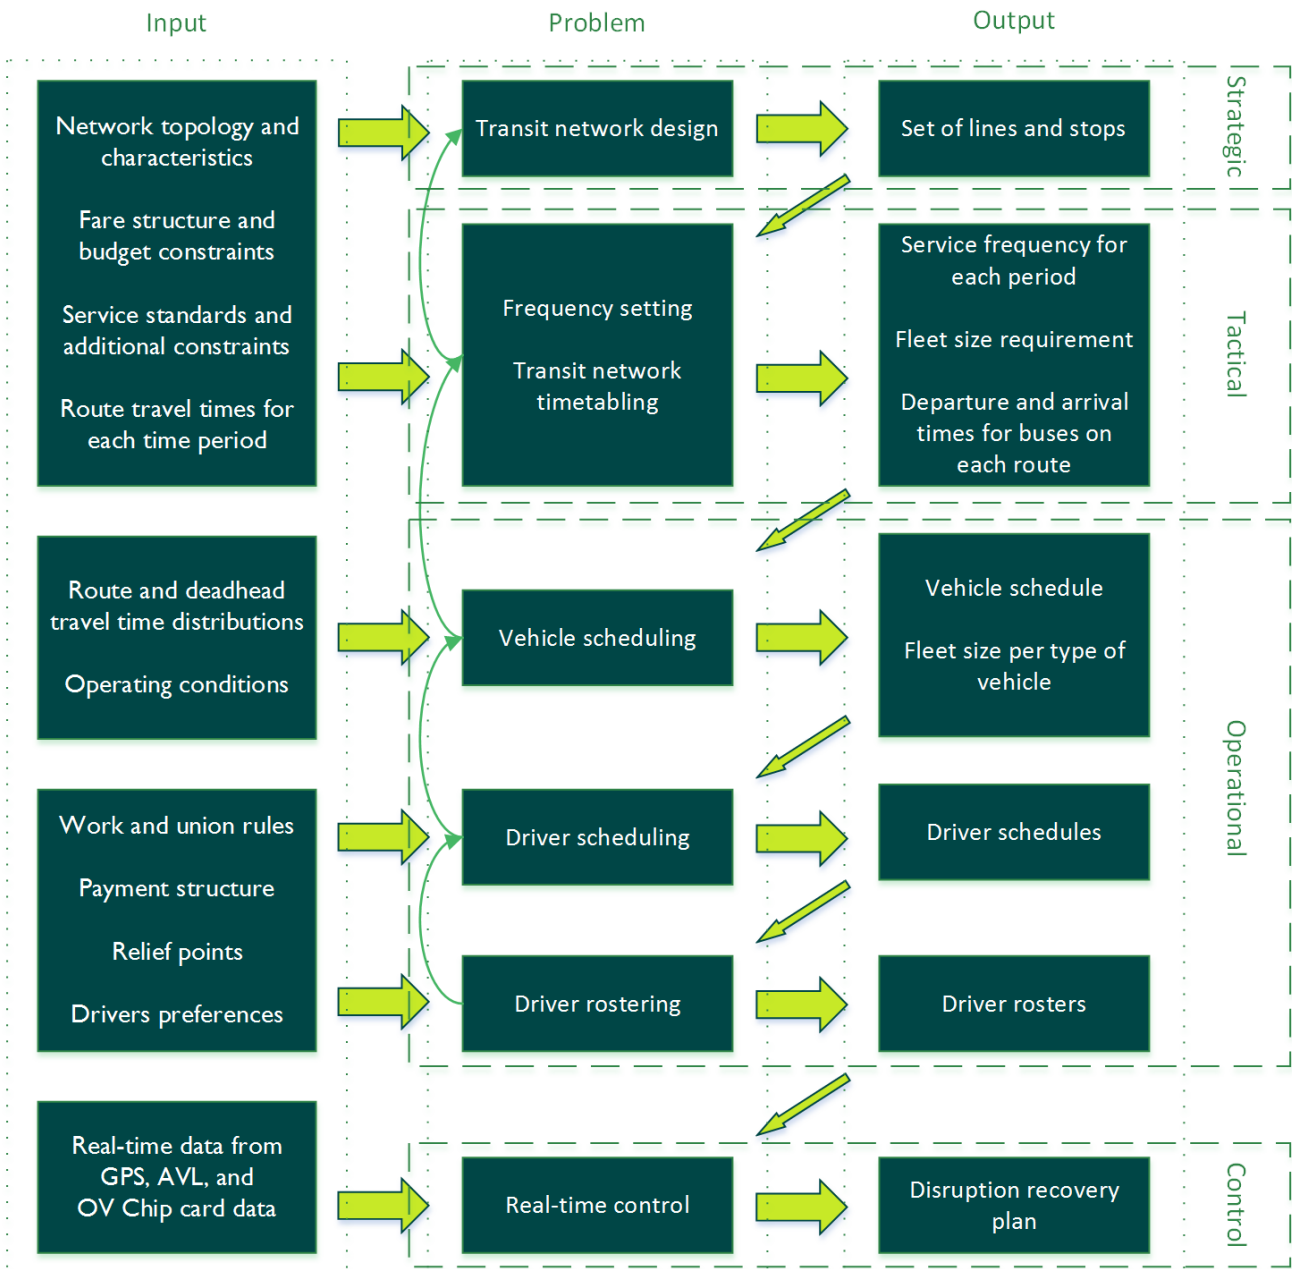 Input
Problem
Output
Network topology and
characteristics
Fare structure and
budget constraints
Service standards and
additional constraints
Route travel times for
each time period
Transit network design
Set of lines and stops
Strategic
Frequency setting
Transit network
timetabling
Service frequency for
each period
Fleet size requirement
Departure and arrival
times for buses on
each route
Tactical
Route and deadhead
travel time distributions
Operating conditions
Vehicle scheduling
Vehicle schedule
Fleet size per type of
vehicle
Operational
Work and union rules
Payment structure
Relief points
Drivers preferences
Driver scheduling
Driver schedules
Driver rostering
Driver rosters
Real-time data from
GPS, AVL, and
OV Chip card data
Real-time control
Disruption recovery
plan
Control